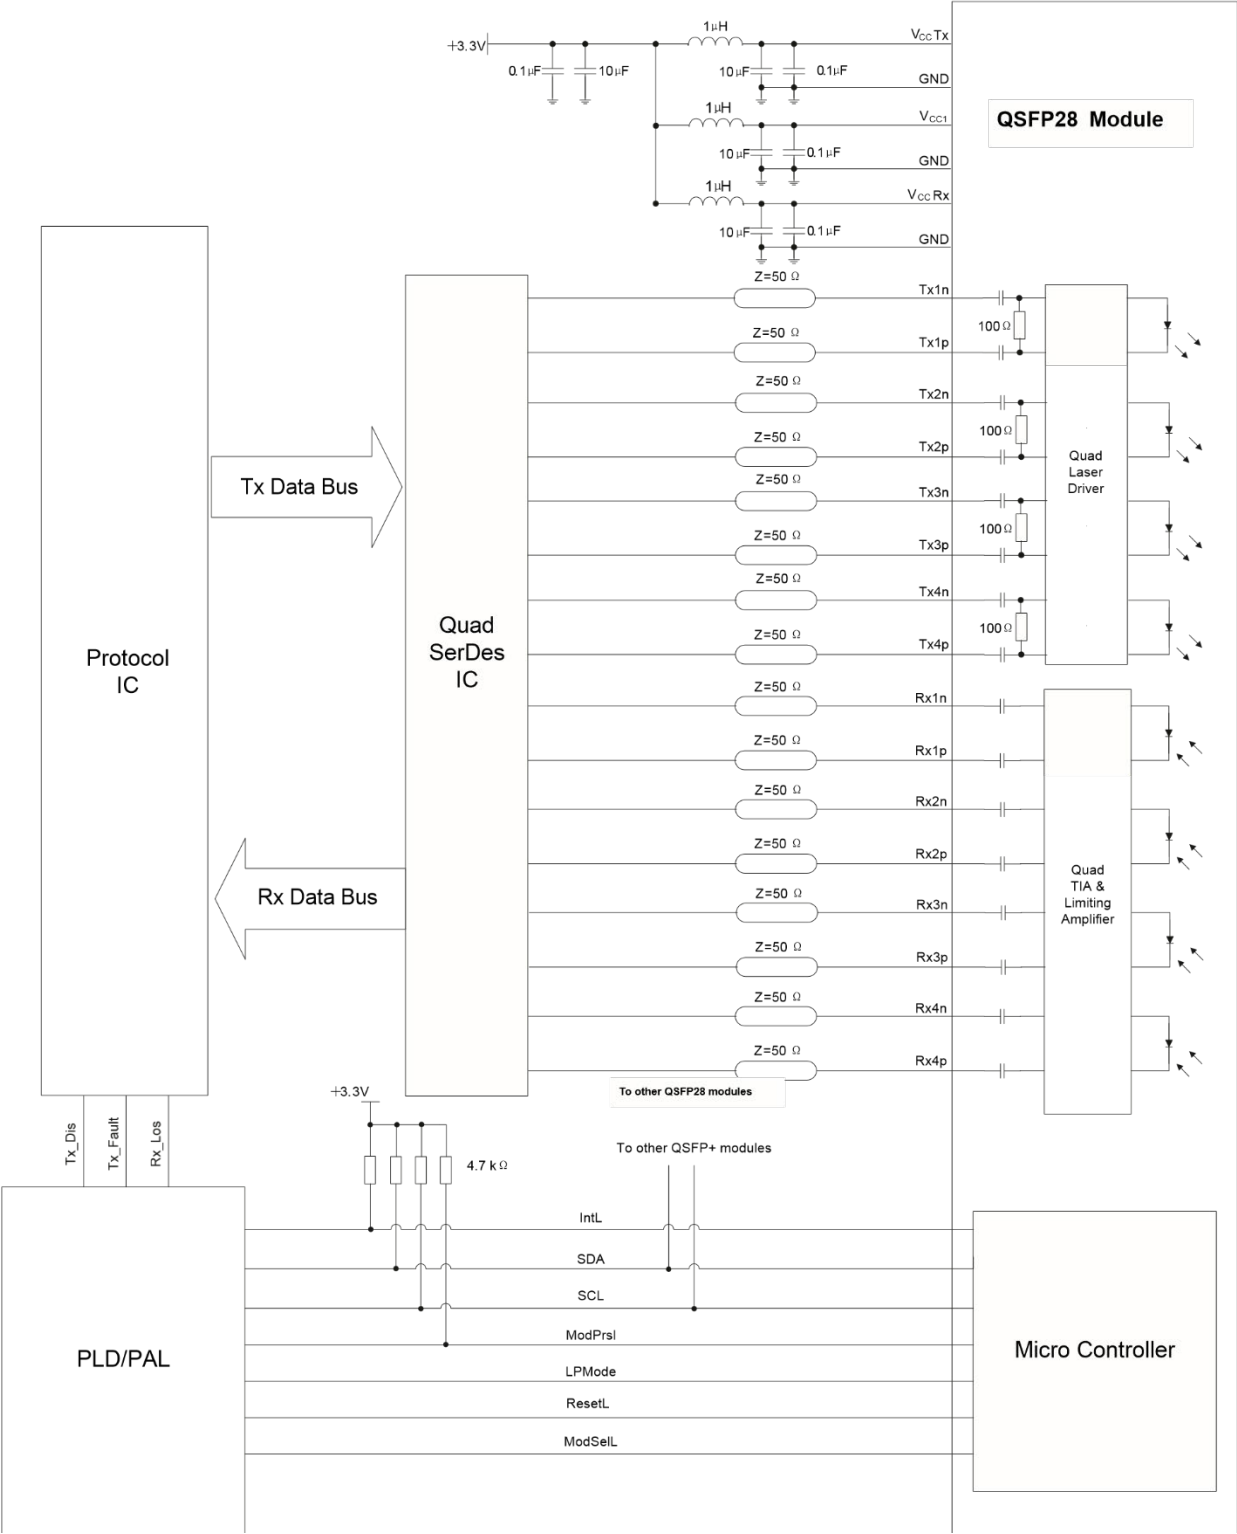 1μH
+3.3V
VCC Tx
0.1μF
10μF
10μF
0.1μF
GND
QSFP28 Module
1μH
VCC1
10μF
0.1μF
GND
1μH
VCC Rx
10μF
0.1μF
GND
Z=50 Ω
Tx1n
100Ω
Z=50 Ω
Tx1p
Z=50 Ω
Tx2n
100Ω
Z=50 Ω
Tx2p
Quad
Laser
Driver
Z=50 Ω
Tx3n
Tx Data Bus
100Ω
Z=50 Ω
Tx3p
Z=50 Ω
Tx4n
100Ω
Z=50 Ω
Tx4p
Quad
SerDes
IC
Protocol
IC
Z=50 Ω
Rx1n
Z=50 Ω
Rx1p
Z=50 Ω
Rx2n
Z=50 Ω
Rx2p
Quad
TIA &
Limiting
Amplifier
Rx Data Bus
Z=50 Ω
Rx3n
Z=50 Ω
Rx3p
Z=50 Ω
Rx4n
Z=50 Ω
Rx4p
+3.3V
To other QSFP28 modules
Tx_Dis
Tx_Fault
Rx_Los
To other QSFP+ modules
4.7 kΩ
IntL
SDA
SCL
ModPrsl
PLD/PAL
Micro Controller
LPMode
ResetL
ModSelL